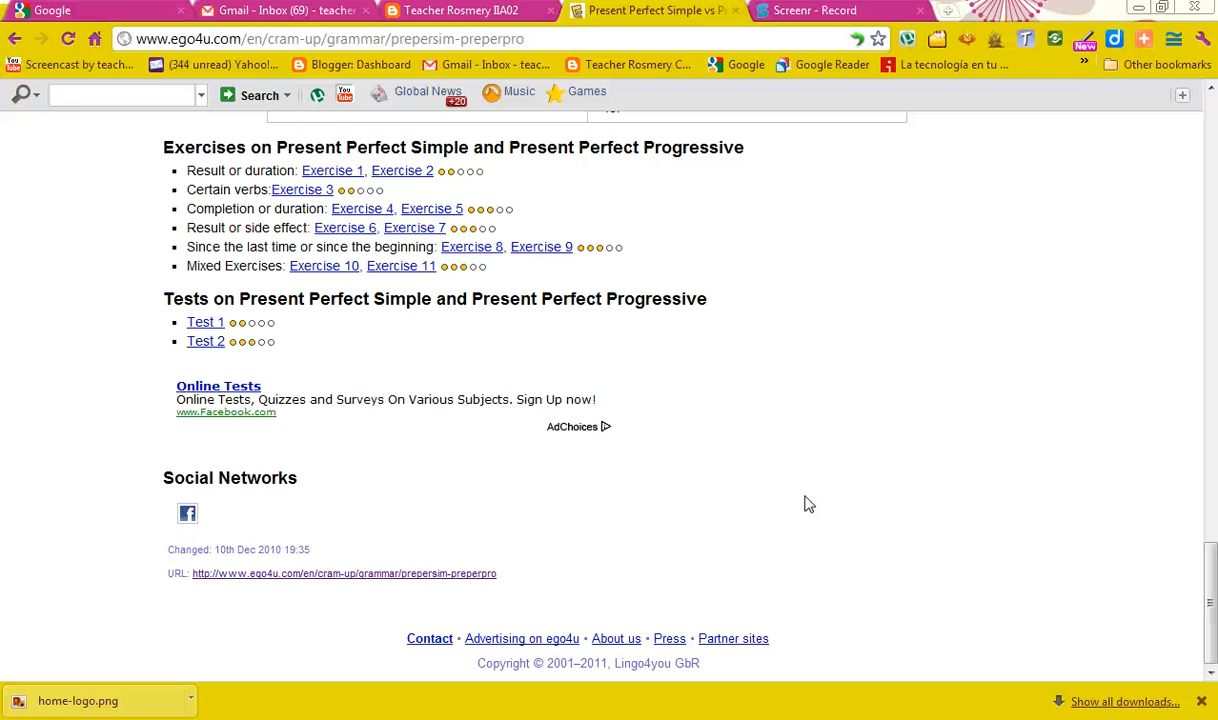 Google
Gmail - Inbox (69) - teacher
Teacher Rosmery IIA02
Present Perfect Simple vs P
Screenr - Record
www.ego4u.com/en/cram-up/grammar/prepersim-preperpro
New
Screencast by teach...
(344 unread) Yahoo!...
Blogger: Dashboard
Gmail - Inbox - teac...
Teacher Rosmery C...
Google
Google Reader
La tecnología en tu ...
Other bookmarks
Search
Global News
+20
Music
Games
Exercises on Present Perfect Simple and Present Perfect Progressive
Result or duration: Exercise 1, Exercise 2
Certain verbs:Exercise 3
Completion or duration: Exercise 4, Exercise 5
Result or side effect: Exercise 6, Exercise 7
Since the last time or since the beginning: Exercise 8, Exercise 9
Mixed Exercises: Exercise 10, Exercise 11
Tests on Present Perfect Simple and Present Perfect Progressive
Test 1
Test 2
Online Tests
Online Tests, Quizzes and Surveys On Various Subjects. Sign Up now!
www.Facebook.com
AdChoices
Social Networks
Changed: 10th Dec 2010 19:35
URL: http://www.ego4u.com/en/cram-up/grammar/prepersim-preperpro
Contact • Advertising on ego4u • About us • Press • Partner sites
Copyright © 2001–2011, Lingo4you GbR
home-logo.png
Show all downloads...